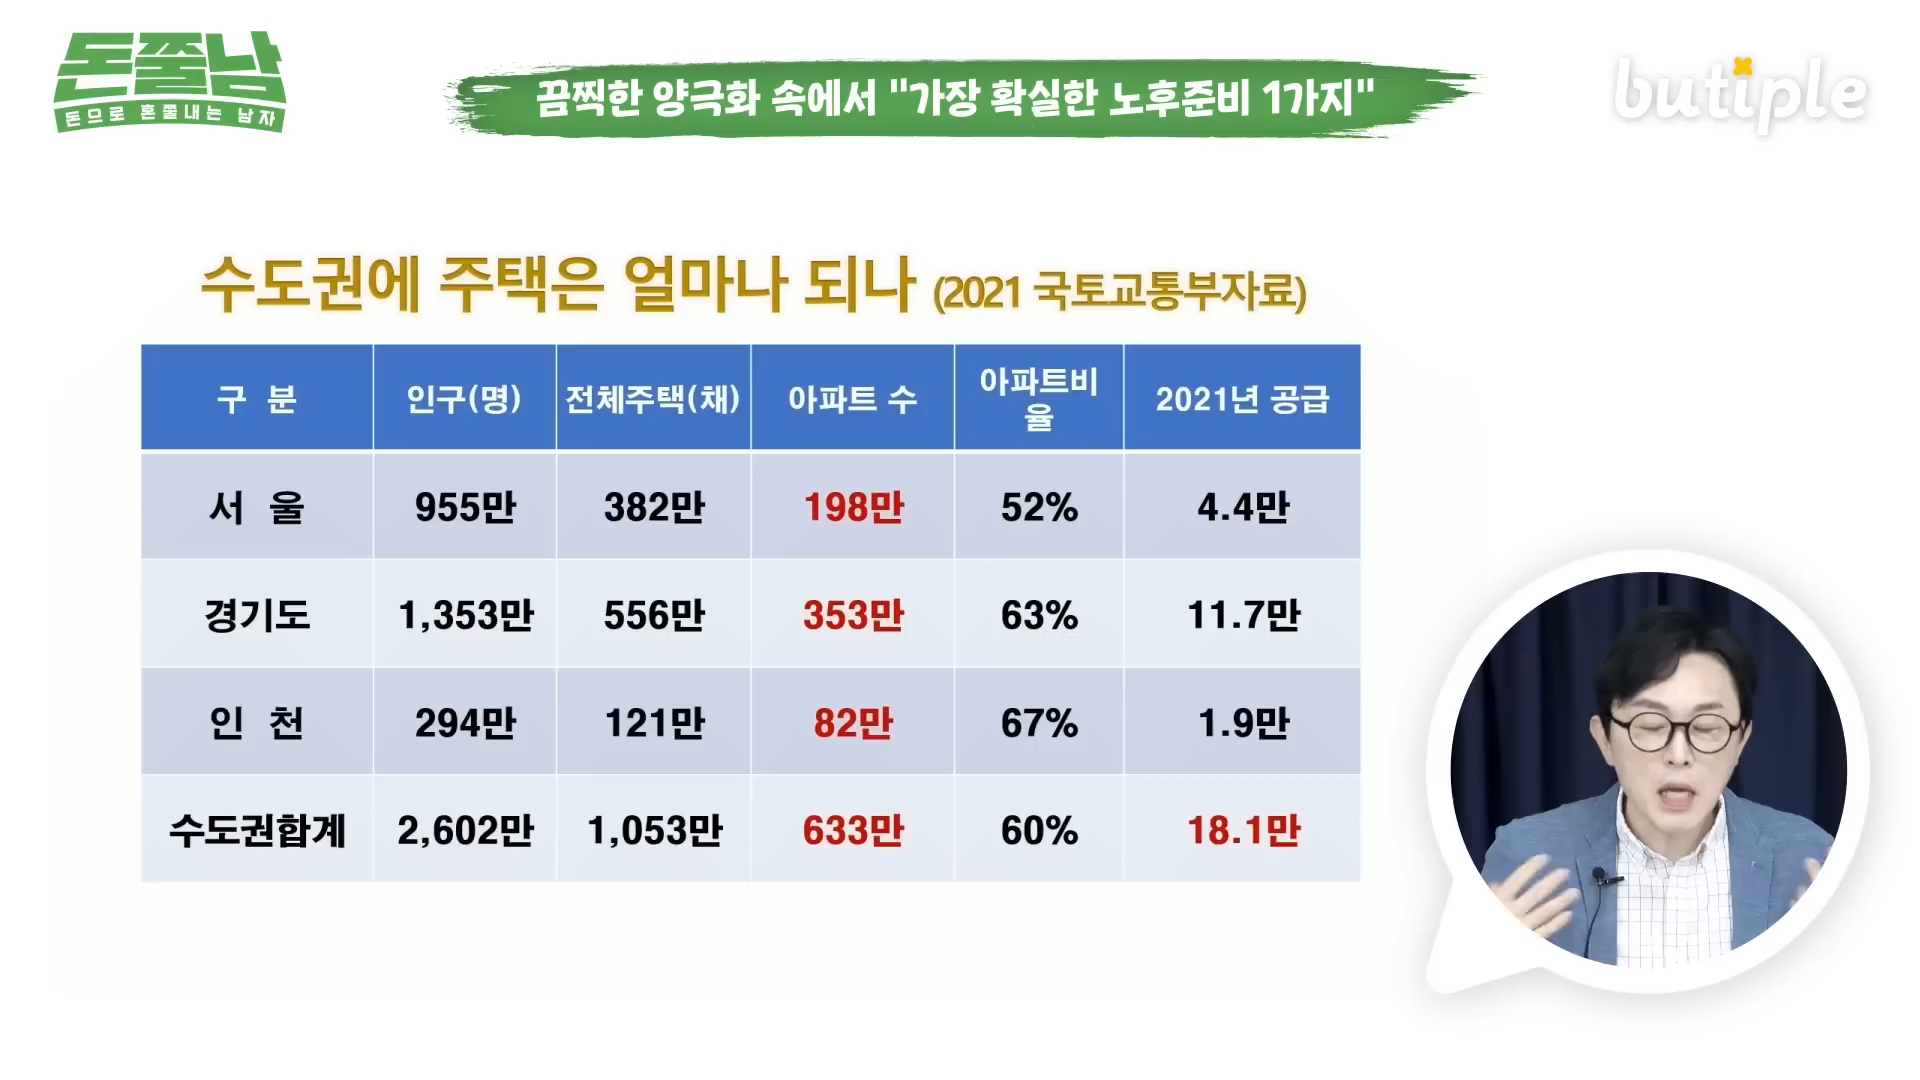 돈쭐남
돈므로 혼쭐내는 남자
끔찍한 양극화 속에서 "가장 확실한 노후준비 1가지"
butiple
수도권에 주택은 얼마나 되나 (2021 국토교통부자료)
구 분 인구(명) 전체주택(채) 아파트 수 아파트비율 2021년 공급
서 울 955만 382만 198만 52% 4.4만
경기도 1,353만 556만 353만 63% 11.7만
인 천 294만 121만 82만 67% 1.9만
수도권합계 2,602만 1,053만 633만 60% 18.1만